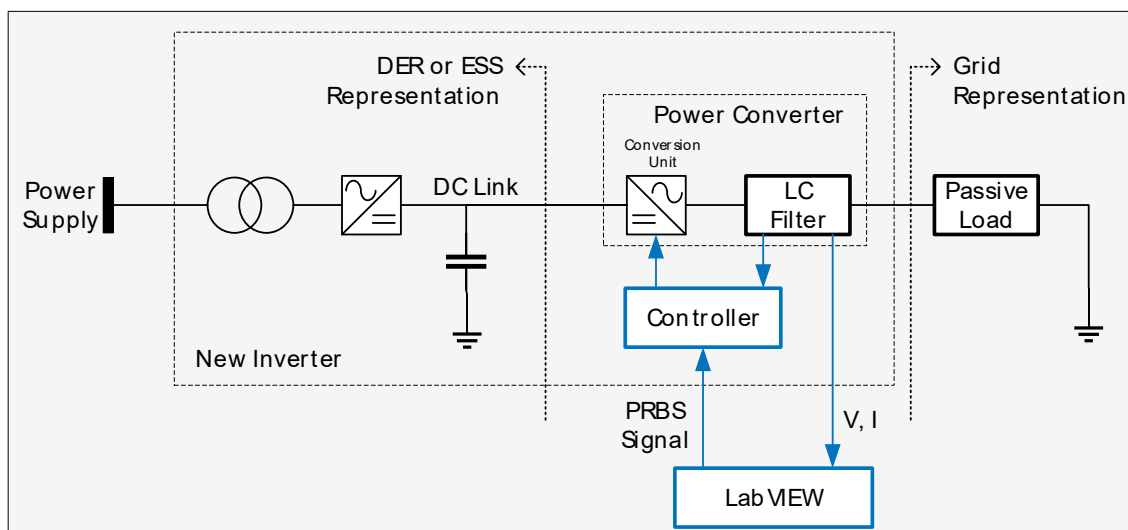 DER or ESS
Representation
Grid
Representation
Power Converter
Conversion
Unit
Power
Supply
DC Link
LC
Filter
Passive
Load
Controller
New Inverter
PRBS
Signal
V, I
LabVIEW